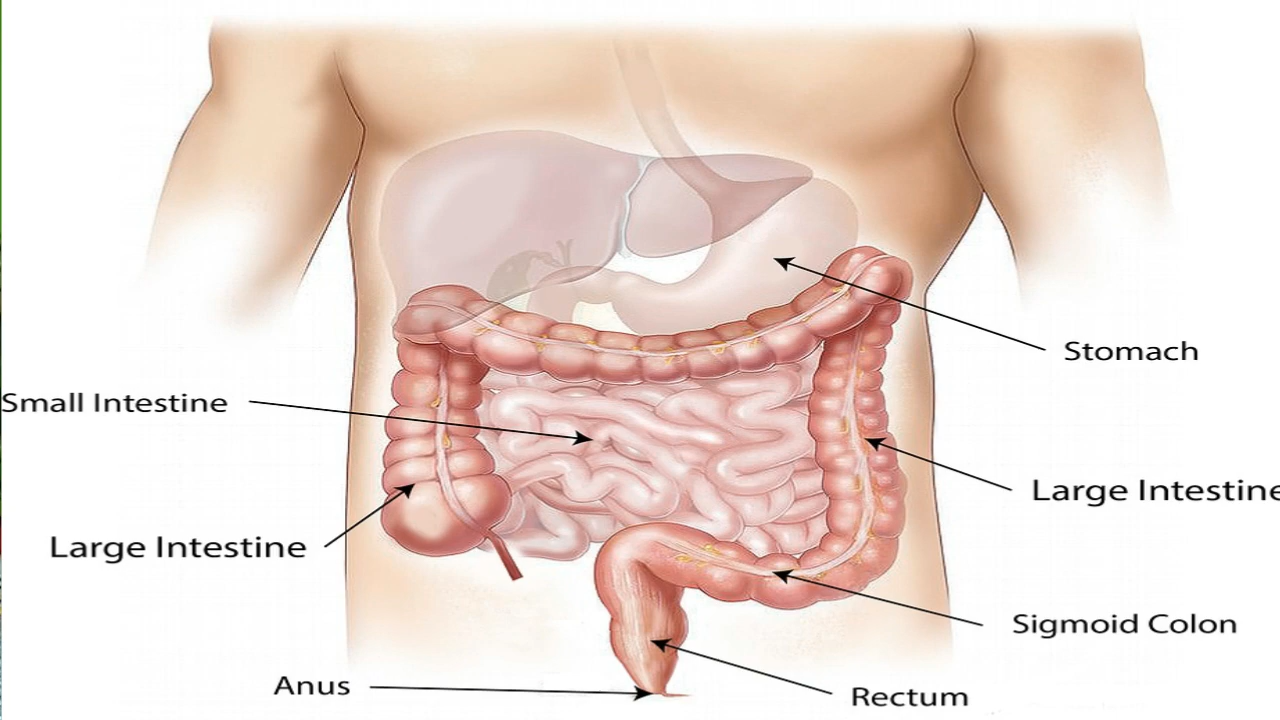 Stomach
Small Intestine
Large Intestine
Large Intestine
Sigmoid Colon
Anus
Rectum